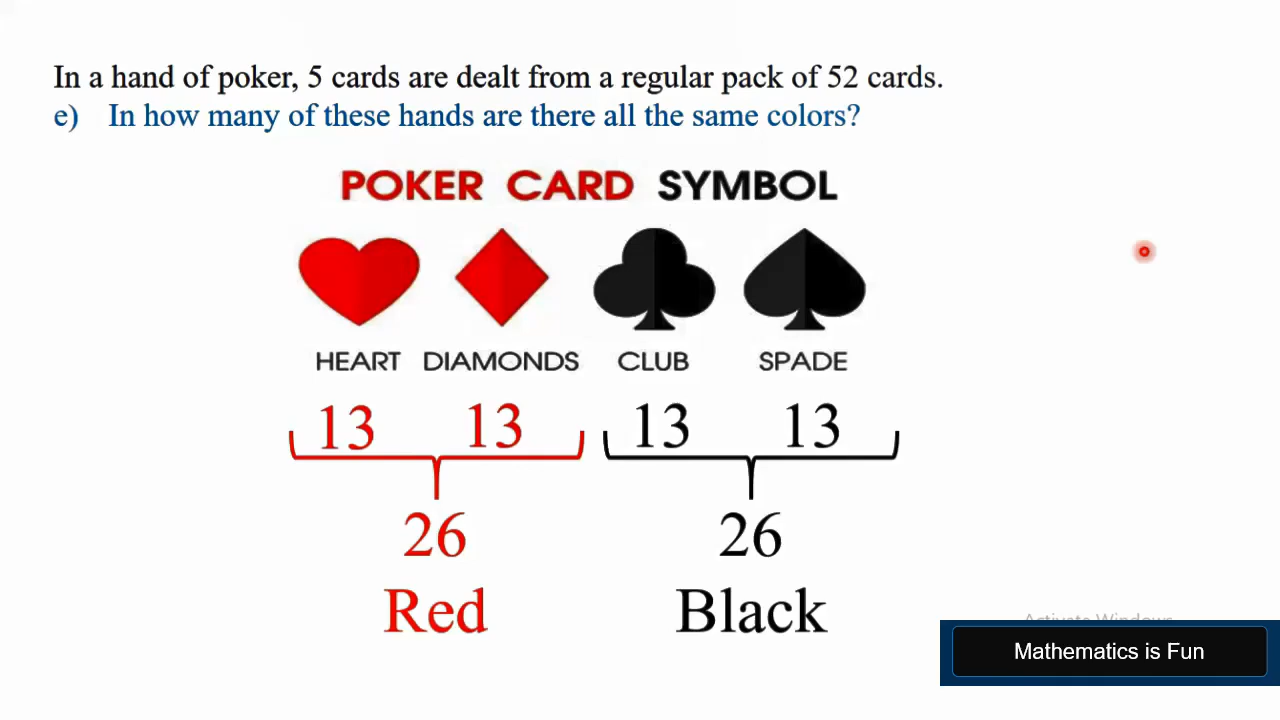 In a hand of poker, 5 cards are dealt from a regular pack of 52 cards.
e) In how many of these hands are there all the same colors?
POKER CARD SYMBOL
HEART DIAMONDS CLUB SPADE
13 13 13 13
26 26
Red Black
Activate Windows
Mathematics is Fun